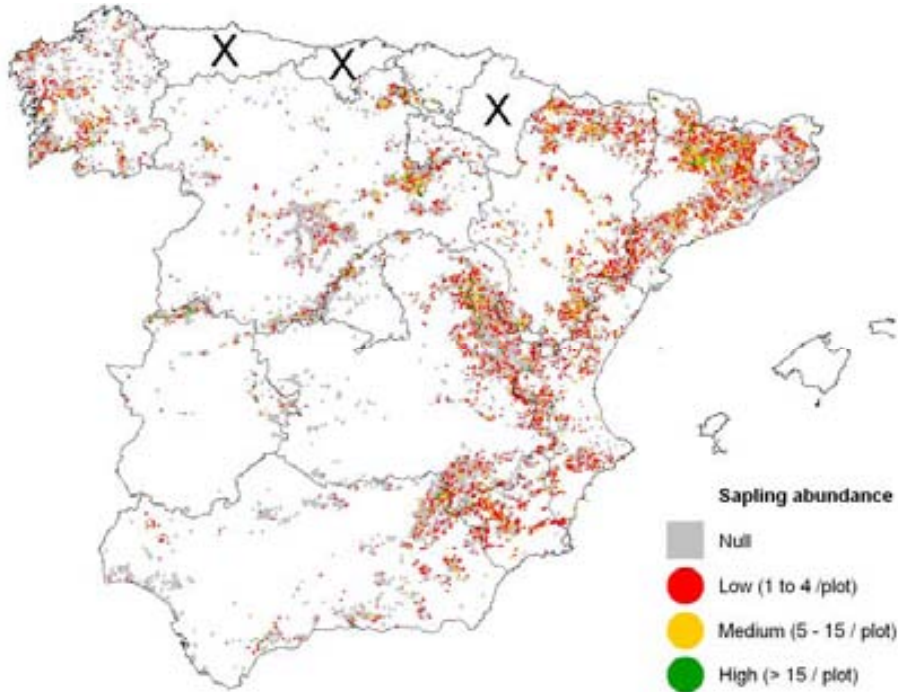 X
X
X
Sapling abundance
Null
Low (1 to 4 /plot)
Medium (5 - 15 / plot)
High (> 15 / plot)